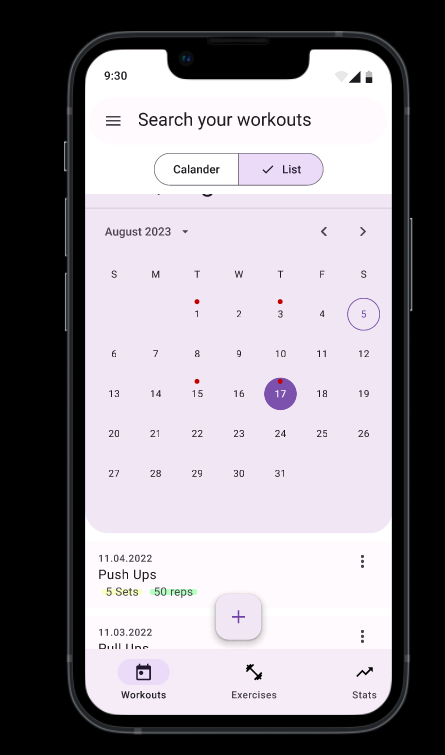 9:30
Search your workouts
Calander List
August 2023
S M T W T F S
1 2 3 4 5
6 7 8 9 10 11 12
13 14 15 16 17 18 19
20 21 22 23 24 25 26
27 28 29 30 31
11.04.2022
Push Ups
5 Sets 50 reps
11.03.2022
Pull Ups
Workouts Exercises Stats